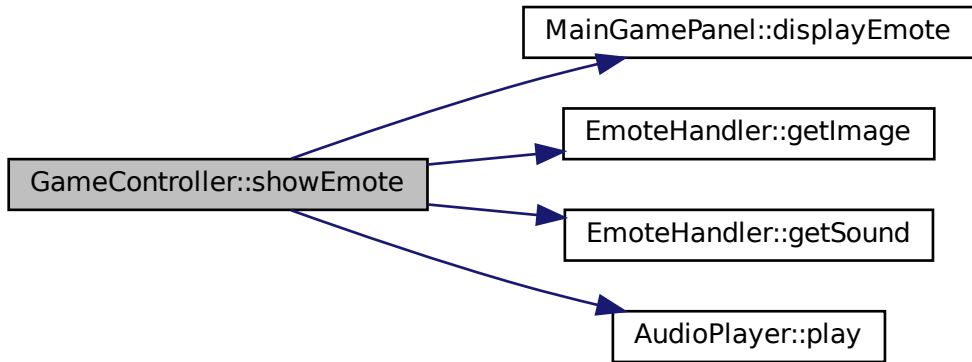 MainGamePanel::displayEmote
EmoteHandler::getImage
GameController::showEmote
EmoteHandler::getSound
AudioPlayer::play